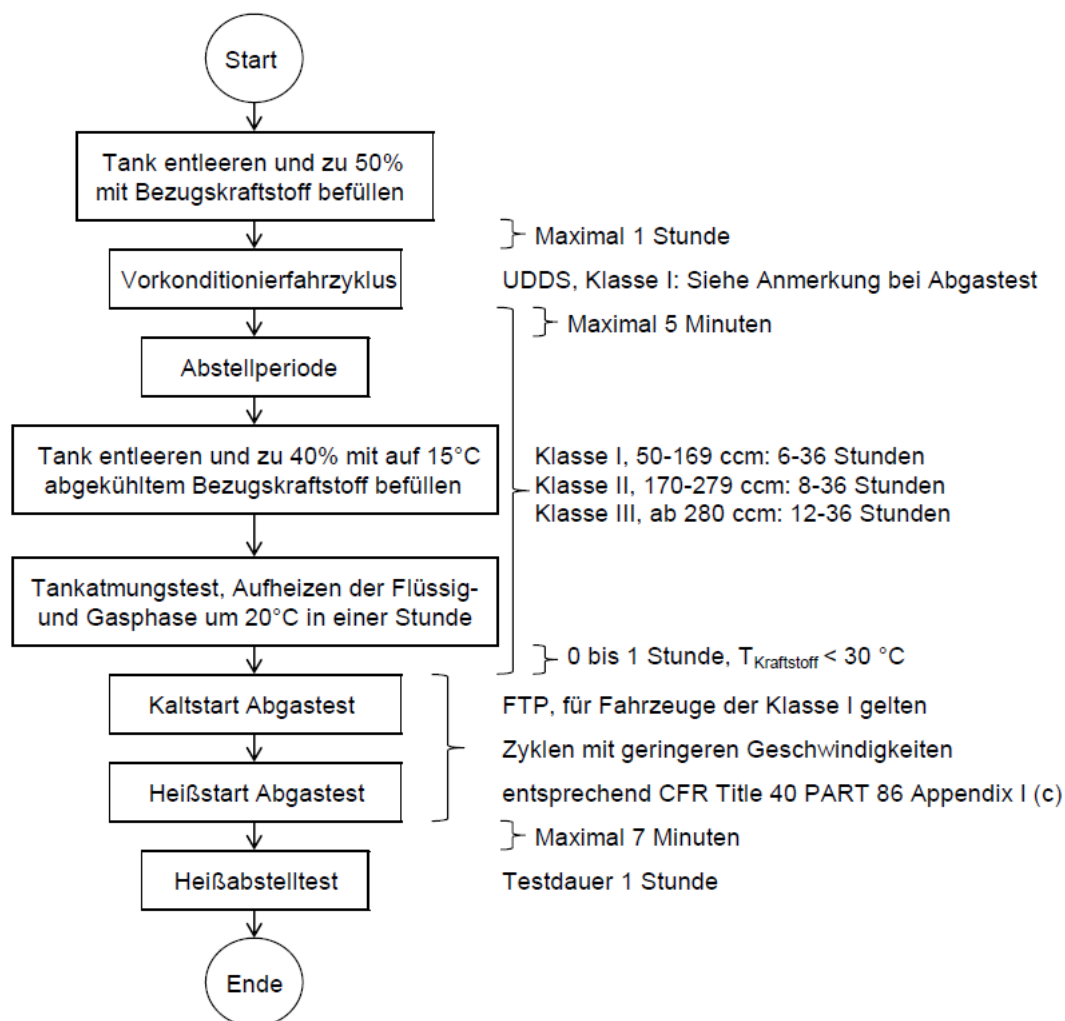 Start
Tank entleeren und zu 50%
mit Bezugskraftstoff befüllen
Maximal 1 Stunde
Vorkonditionierfahrzyklus
UDDS, Klasse I: Siehe Anmerkung bei Abgastest
Maximal 5 Minuten
Abstellperiode
Tank entleeren und zu 40% mit auf 15°C
abgekühltem Bezugskraftstoff befüllen
Klasse I, 50-169 ccm: 6-36 Stunden
Klasse II, 170-279 ccm: 8-36 Stunden
Klasse III, ab 280 ccm: 12-36 Stunden
Tankatmungstest, Aufheizen der Flüssig-
und Gasphase um 20°C in einer Stunde
0 bis 1 Stunde, TKraftstoff < 30 °C
Kaltstart Abgastest
FTP, für Fahrzeuge der Klasse I gelten
Zyklen mit geringeren Geschwindigkeiten
Heißstart Abgastest
entsprechend CFR Title 40 PART 86 Appendix I (c)
Maximal 7 Minuten
Heißabstelltest
Testdauer 1 Stunde
Ende